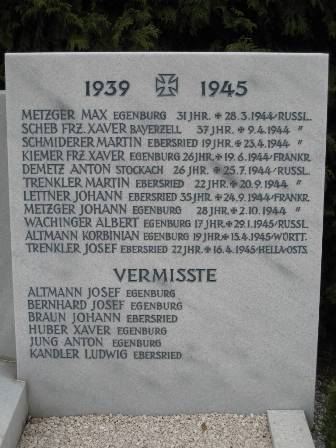 1939 1945
METZGER MAX EGENBURG 31 JHR. ✠ 28.3.1944/RUSSL.
SCHEB FRZ. XAVER BAYERZELL 37 JHR. ✠ 9.4.1944 "
SCHMIDERER MARTIN EBERSRIED 19 JHR. ✠ 23.4.1944 "
KIEMER FRZ. XAVER EGENBURG 26 JHR. ✠ 19.6.1944/FRANKR.
DEMETZ ANTON STOCKACH 26 JHR. ✠ 25.7.1944/RUSSL.
TRENKLER MARTIN EBERSRIED 22 JHR. ✠ 20.9.1944 "
LEITNER JOHANN EBERSRIED 35 JHR. ✠ 24.9.1944/FRANKR.
METZGER JOHANN EGENBURG 28 JHR. ✠ 2.10.1944 "
WACHINGER ALBERT EGENBURG 17 JHR. ✠ 29.1.1945/RUSSL.
ALTMANN KORBINIAN EGENBURG 19 JHR. ✠ 15.4.1945/WÜRTT.
TRENKLER JOSEF EBERSRIED 22 JHR. ✠ 16.4.1945/HELLA-OSTS.
VERMISSTE
ALTMANN JOSEF EGENBURG
BERNHARD JOSEF EGENBURG
BRAUN JOHANN EBERSRIED
HUBER XAVER EGENBURG
JUNG ANTON EGENBURG
KANDLER LUDWIG EBERSRIED